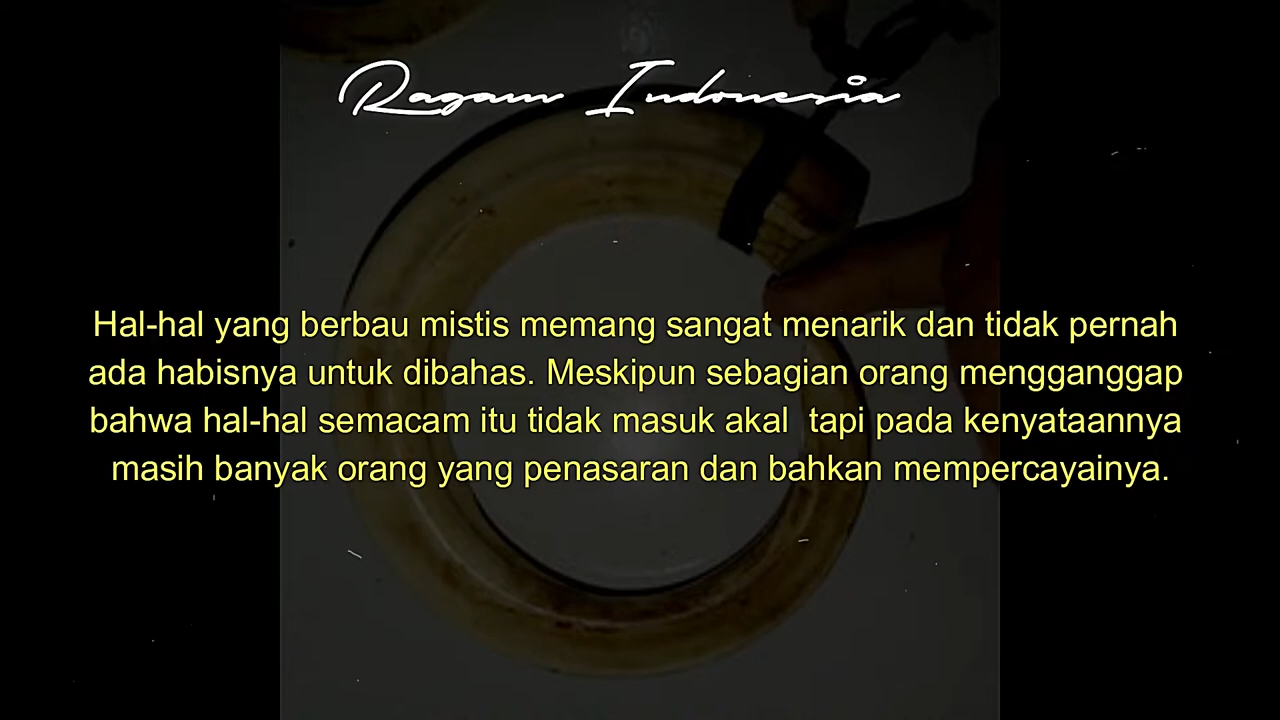 Ragam Indonesia
Hal-hal yang berbau mistis memang sangat menarik dan tidak pernah
ada habisnya untuk dibahas. Meskipun sebagian orang mengganggap
bahwa hal-hal semacam itu tidak masuk akal  tapi pada kenyataannya
masih banyak orang yang penasaran dan bahkan mempercayainya.